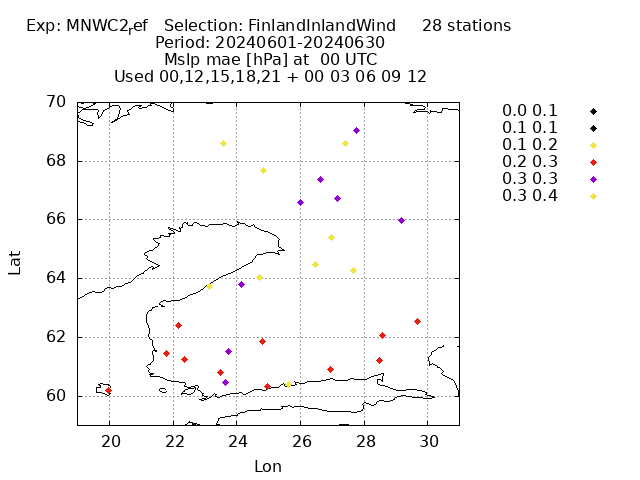 Exp: MNWC2ref   Selection: FinlandInlandWind     28 stations
Period: 20240601-20240630
Mslp mae [hPa] at  00 UTC
Used 00,12,15,18,21 + 00 03 06 09 12
0.0 0.1
0.1 0.1
0.1 0.2
0.2 0.3
0.3 0.3
0.3 0.4
70
68
66
64
62
60
Lat
20 22 24 26 28 30
Lon